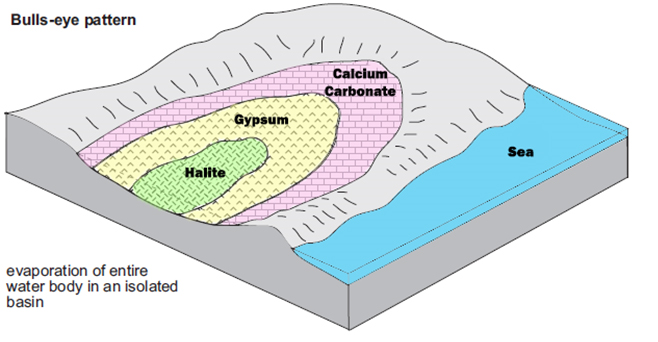 Bulls-eye pattern
Calcium
Carbonate
Gypsum
Halite
Sea
evaporation of entire
water body in an isolated
basin